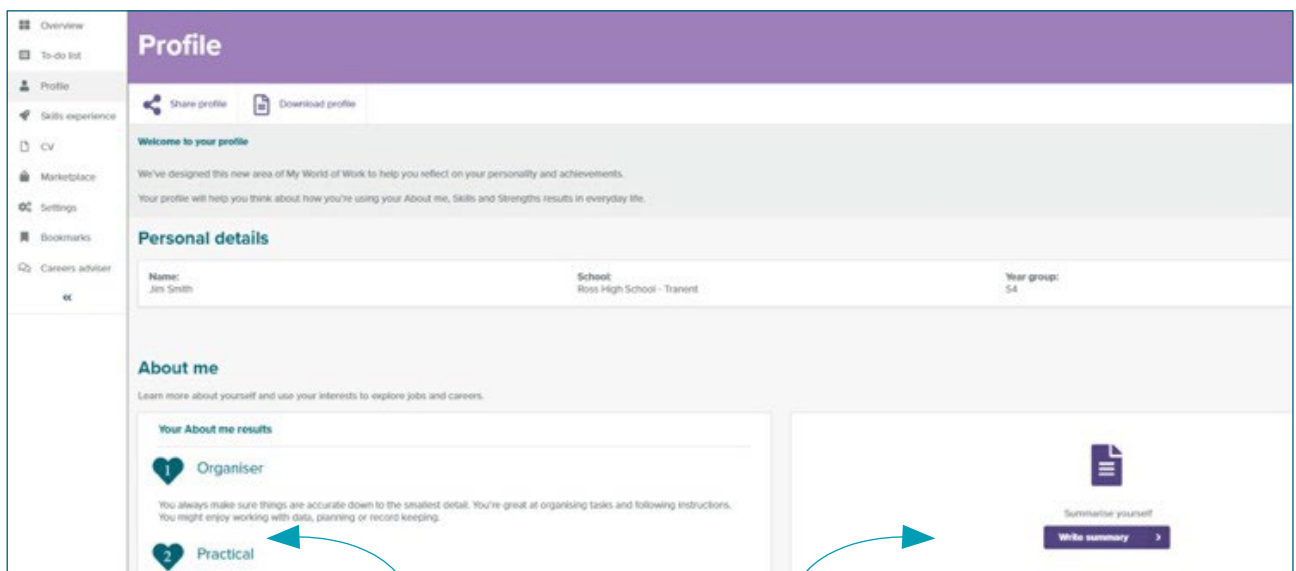 Overview
To-do list
Profile
Skills experience
CV
Marketplace
Settings
Bookmarks
Careers adviser
«
Profile
Share profile
Download profile
Welcome to your profile
We've designed this new area of My World of Work to help you reflect on your personality and achievements.
Your profile will help you think about how you're using your About me, Skills and Strengths results in everyday life.
Personal details
Name: School: Year group:
Jim Smith Ross High School - Tranent S4
About me
Learn more about yourself and use your interests to explore jobs and careers.
Your About me results
1 Organiser
You always make sure things are accurate down to the smallest detail. You're great at organising tasks and following instructions.
You might enjoy working with data, planning or record keeping.
2 Practical
Summarise yourself
Write summary >